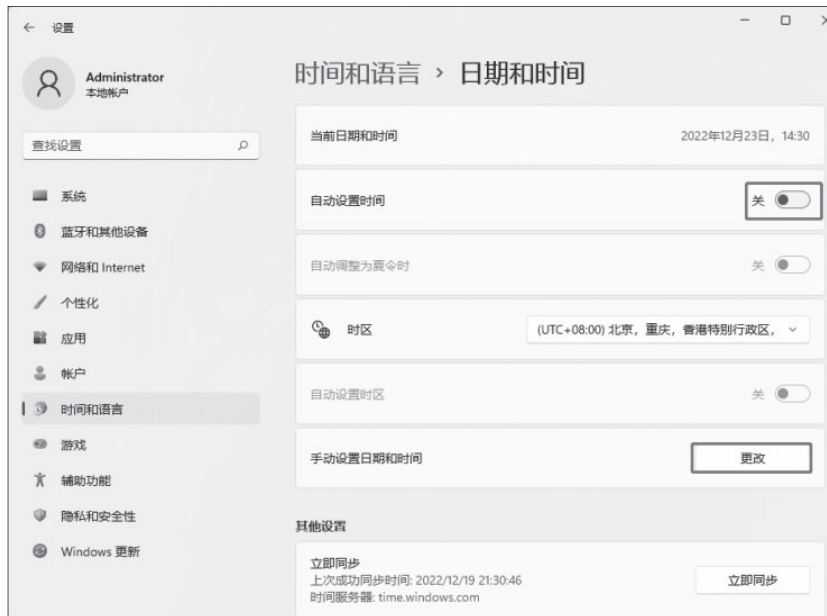 设置
Administrator
本地帐户
查找设置
系统
蓝牙和其他设备
网络和 Internet
个性化
应用
帐户
时间和语言
游戏
辅助功能
隐私和安全性
Windows 更新
时间和语言 › 日期和时间
当前日期和时间 2022年12月23日，14:30
自动设置时间 关
自动调整为夏令时 关
时区 (UTC+08:00) 北京，重庆，香港特别行政区，
自动设置时区 关
手动设置日期和时间 更改
其他设置
立即同步
上次成功同步时间: 2022/12/19 21:30:46
时间服务器: time.windows.com
立即同步